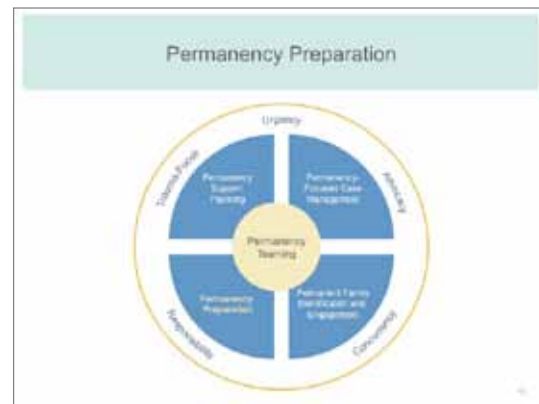 Permanency Preparation
Urgency
Trauma-Focus
Advocacy
Permanency
Support
Planning
Permanency-
Focused Case
Management
Permanency
Teaming
Permanency
Preparation
Permanent Family
Identification and
Engagement
Responsibility
Concurrency